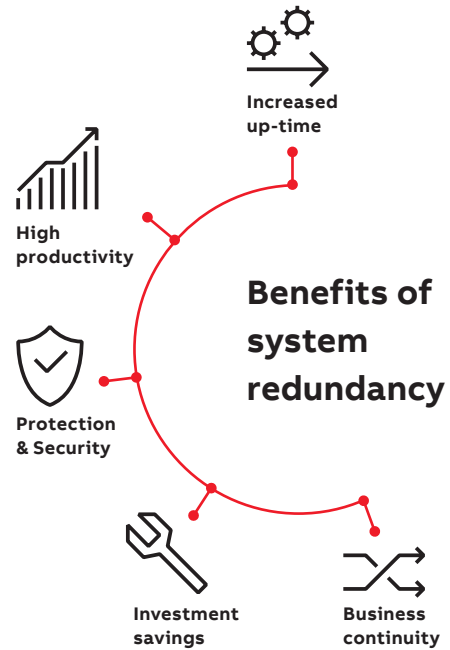 Increased
up-time
High
productivity
Benefits of
system
redundancy
Protection
& Security
Investment
savings
Business
continuity